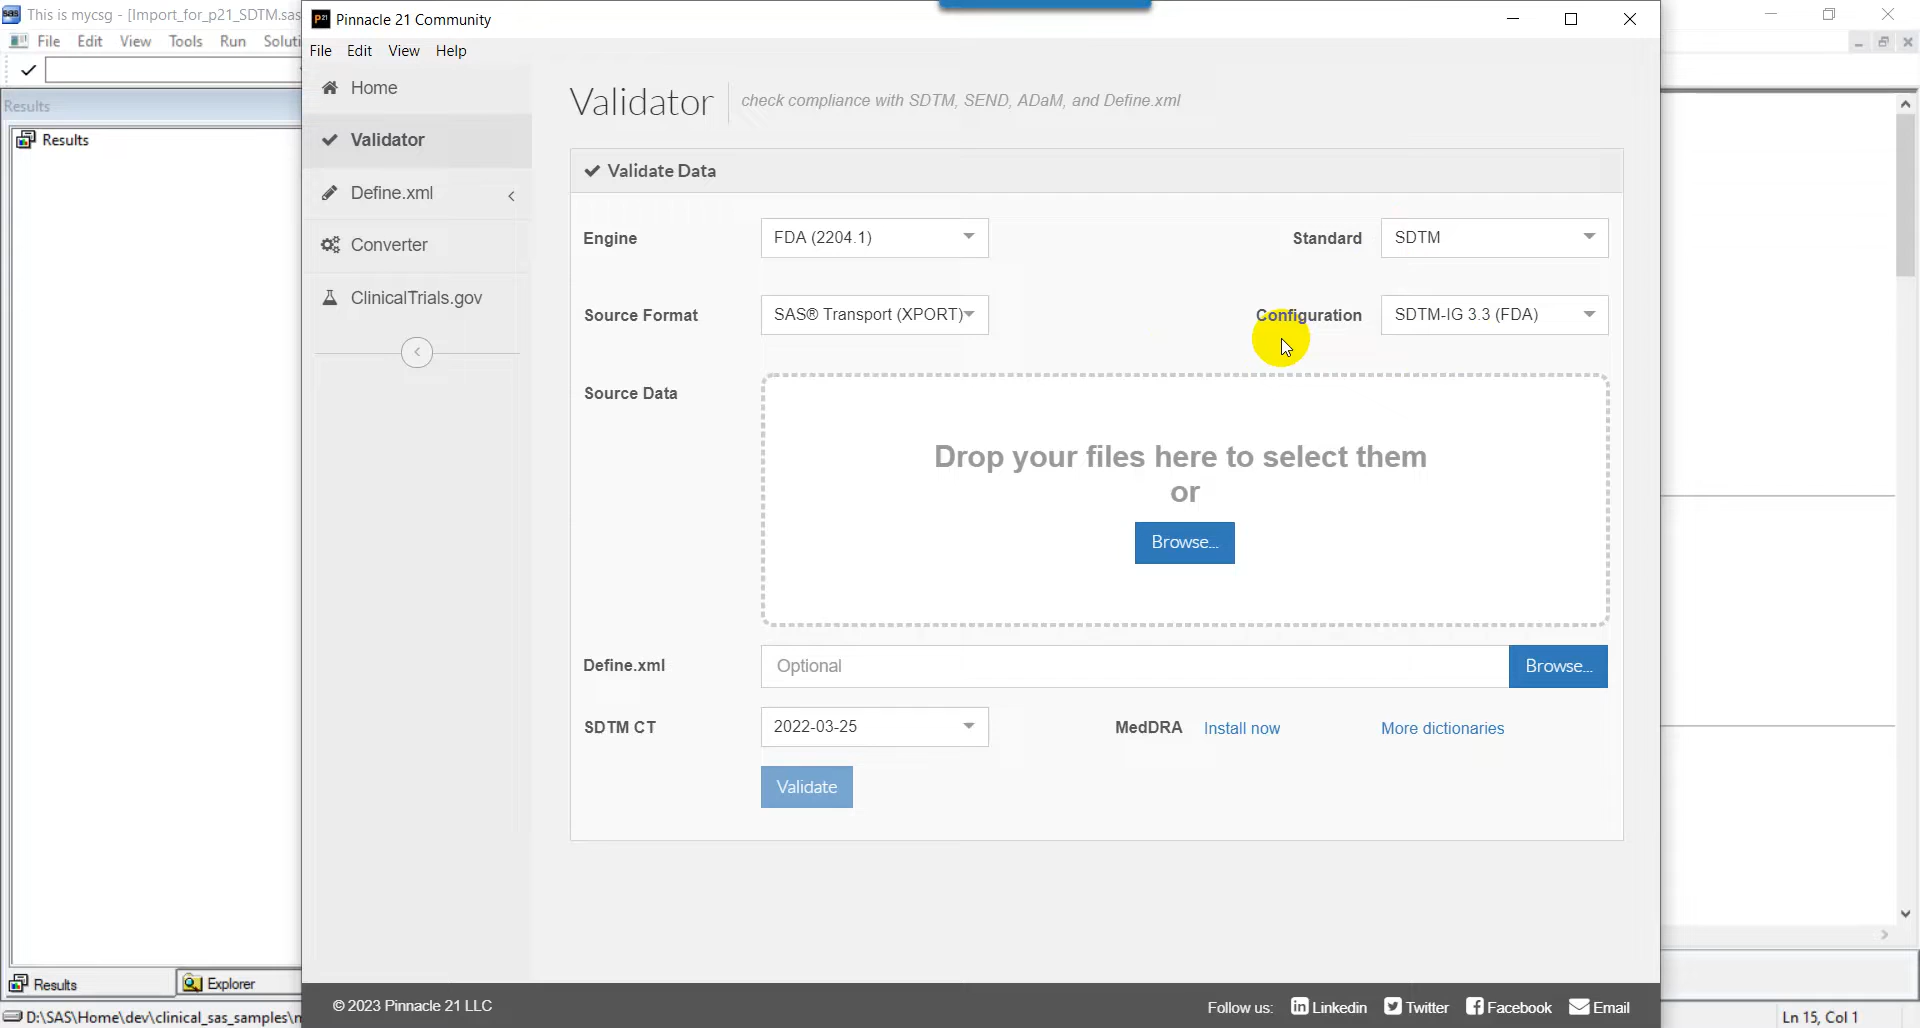 This is mycsg - [Import_for_p21_SDTM.sas
File Edit View Tools Run Soluti
Results
Results
Results
Explorer
D:\SAS\Home\dev\clinical_sas_samples\m
P21 Pinnacle 21 Community
File Edit View Help
Home
Validator
Define.xml
Converter
ClinicalTrials.gov
Validator check compliance with SDTM, SEND, ADaM, and Define.xml
Validate Data
Engine FDA (2204.1) Standard SDTM
Source Format SAS® Transport (XPORT) Configuration SDTM-IG 3.3 (FDA)
Source Data
Drop your files here to select them
or
Browse...
Define.xml Optional Browse...
SDTM CT 2022-03-25 MedDRA Install now More dictionaries
Validate
© 2023 Pinnacle 21 LLC Follow us: Linkedin Twitter Facebook Email
Ln 15, Col 1